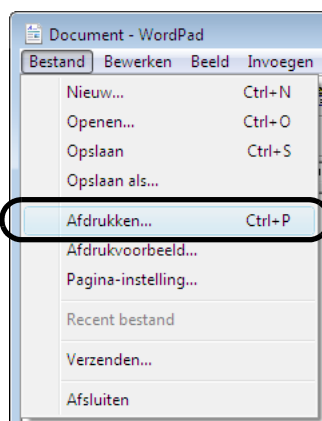 Document - WordPad
Bestand Bewerken Beeld Invoegen
Nieuw... Ctrl+N
Openen... Ctrl+O
Opslaan Ctrl+S
Opslaan als...
Afdrukken... Ctrl+P
Afdrukvoorbeeld...
Pagina-instelling...
Recent bestand
Verzenden...
Afsluiten